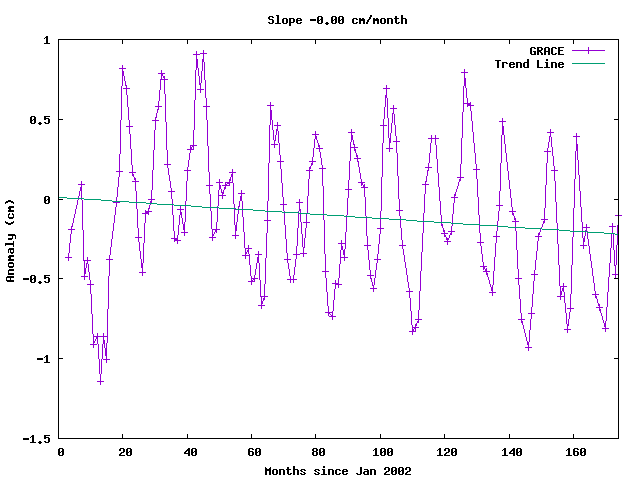 Slope -0.00 cm/month
GRACE
Trend Line
1
0.5
0
-0.5
-1
-1.5
Anomaly (cm)
0 20 40 60 80 100 120 140 160
Months since Jan 2002